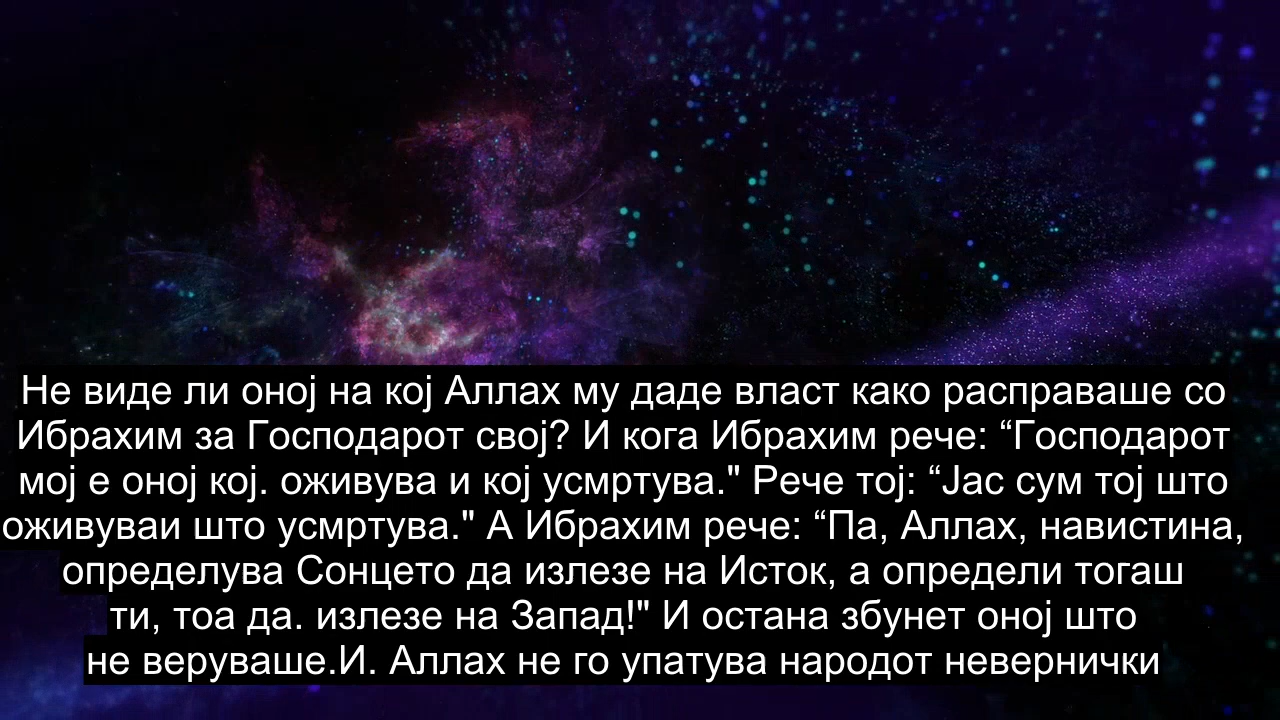 Не виде ли оној на кој Аллах му даде власт како расправаше со
Ибрахим за Господарот свој? И кога Ибрахим рече: “Господарот
мој е оној кој. оживува и кој усмртува." Рече тој: “Јас сум тој што
оживуваи што усмртува." А Ибрахим рече: “Па, Аллах, навистина,
определува Сонцето да излезе на Исток, а определи тогаш
ти, тоа да. излезе на Запад!" И остана збунет оној што
не веруваше.И. Аллах не го упатува народот невернички